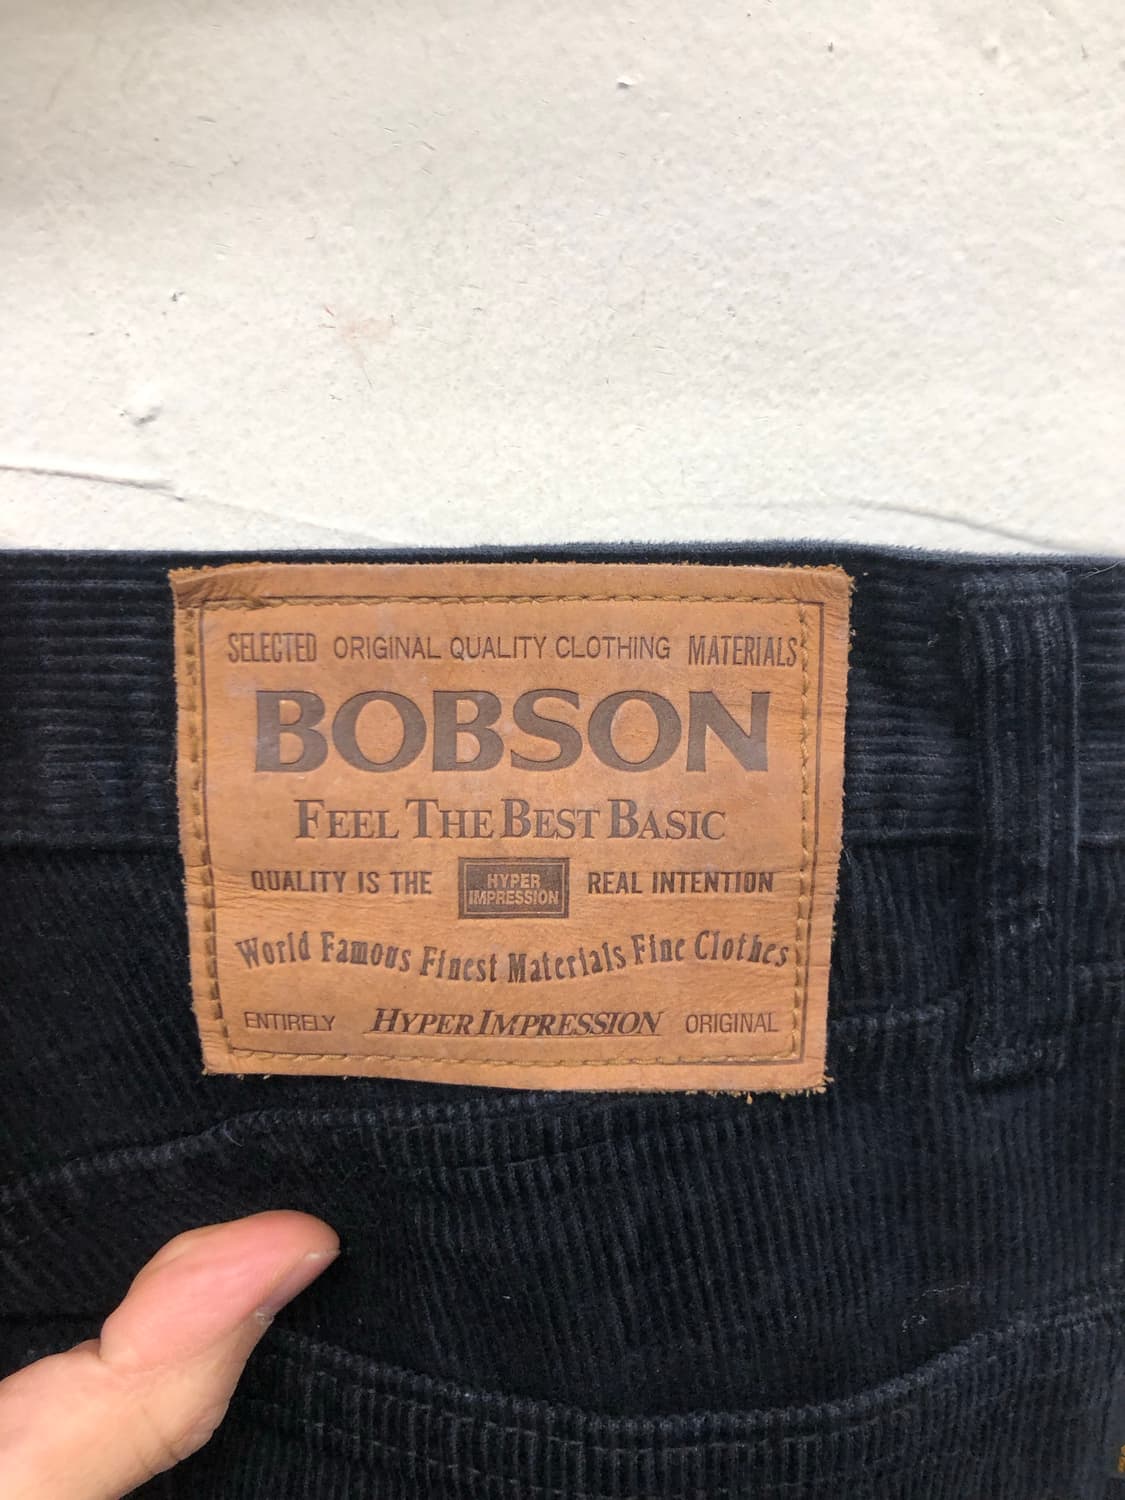 SELECTED ORIGINAL QUALITY CLOTHING MATERIALS
BOBSON
FEEL THE BEST BASIC
QUALITY IS THE HYPER IMPRESSION REAL INTENTION
World Famous Finest Materials Fine Clothes
ENTIRELY HYPER IMPRESSION ORIGINAL